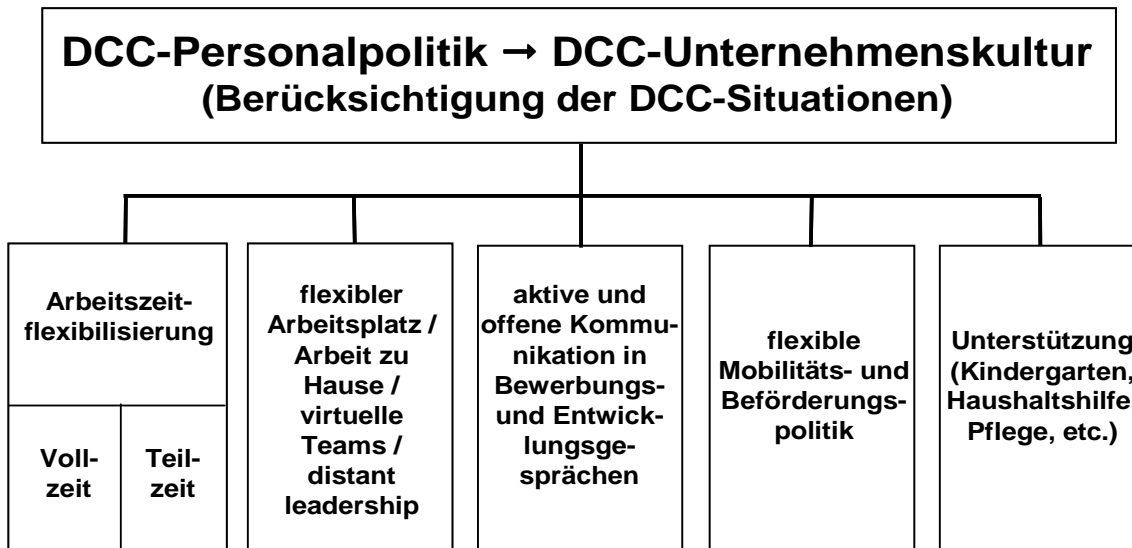 DCC-Personalpolitik → DCC-Unternehmenskultur
(Berücksichtigung der DCC-Situationen)
Arbeitszeit-
flexibilisierung
Voll-
zeit
Teil-
zeit
flexibler
Arbeitsplatz /
Arbeit zu
Hause /
virtuelle
Teams /
distant
leadership
aktive und
offene Kommu-
nikation in
Bewerbungs-
und Entwick-
lungsge-
sprächen
flexible
Mobilitäts- und
Beförderungs-
politik
Unterstützung
(Kindergarten,
Haushaltshilfe
Pflege, etc.)